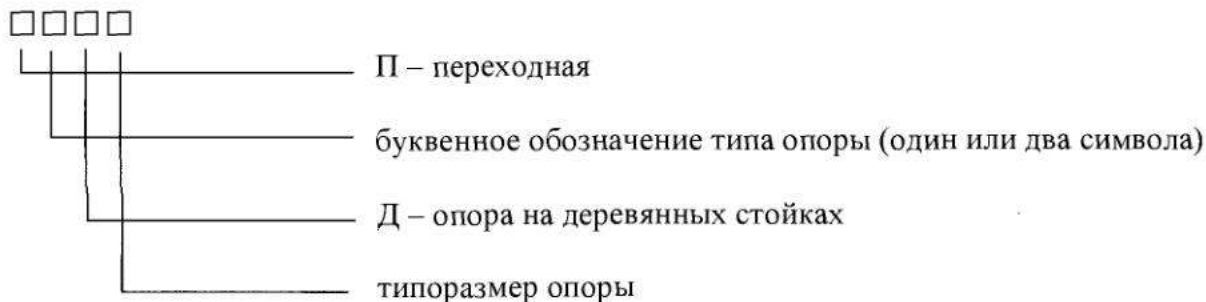 П – переходная
буквенное обозначение типа опоры (один или два символа)
Д – опора на деревянных стойках
типоразмер опоры